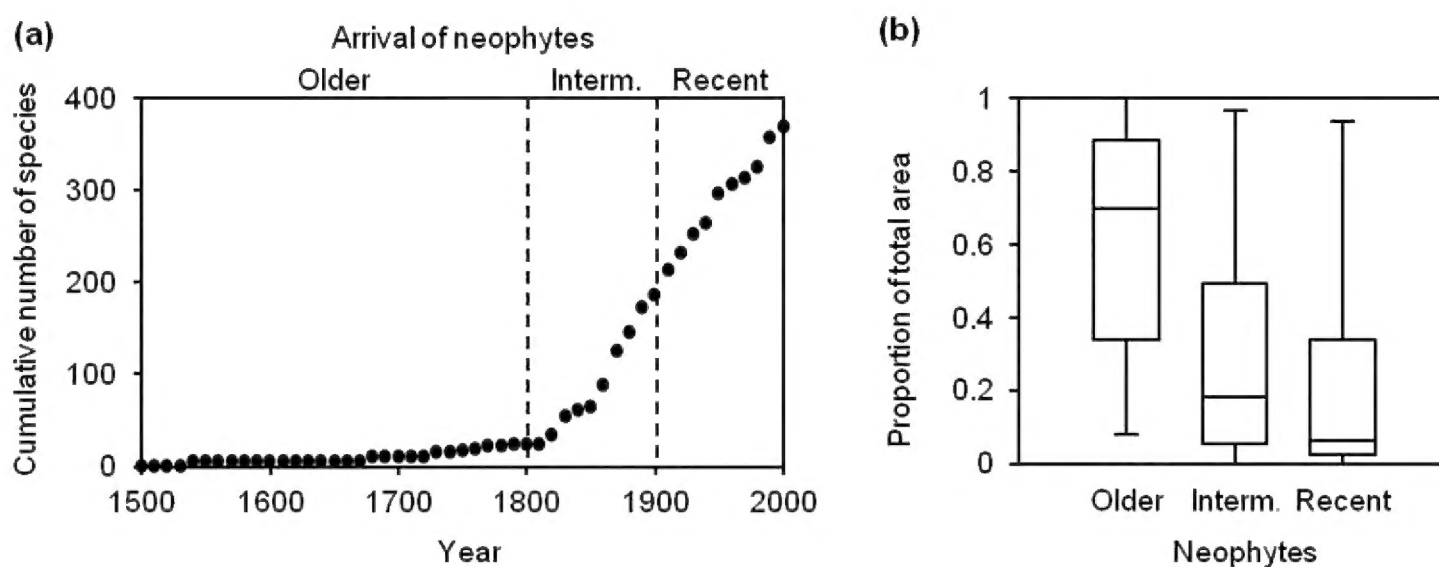 (a)
Arrival of neophytes
Older Interm. Recent
Cumulative number of species
400
300
200
100
0
1500 1600 1700 1800 1900 2000
Year
(b)
Proportion of total area
1
0.8
0.6
0.4
0.2
0
Older Interm. Recent
Neophytes